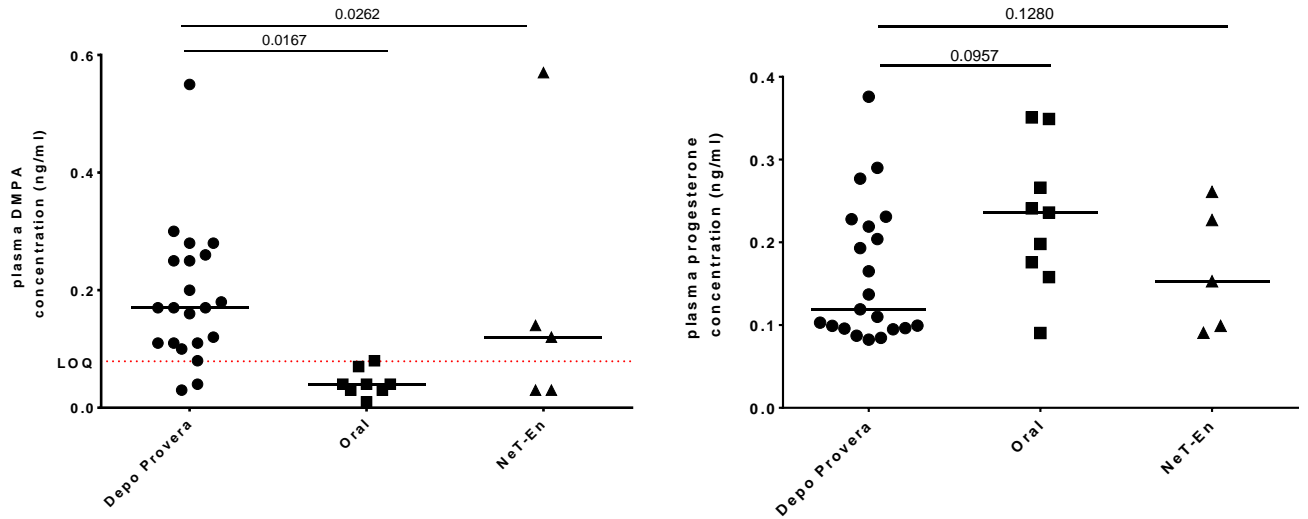 0.0262
0.0167
plasma DMPA
concentration (ng/ml)
0.6
0.4
0.2
LOQ
0.0
Depo Provera
Oral
NeT-En
0.1280
0.0957
plasma progesterone
concentration (ng/ml)
0.4
0.3
0.2
0.1
0.0
Depo Provera
Oral
NeT-En